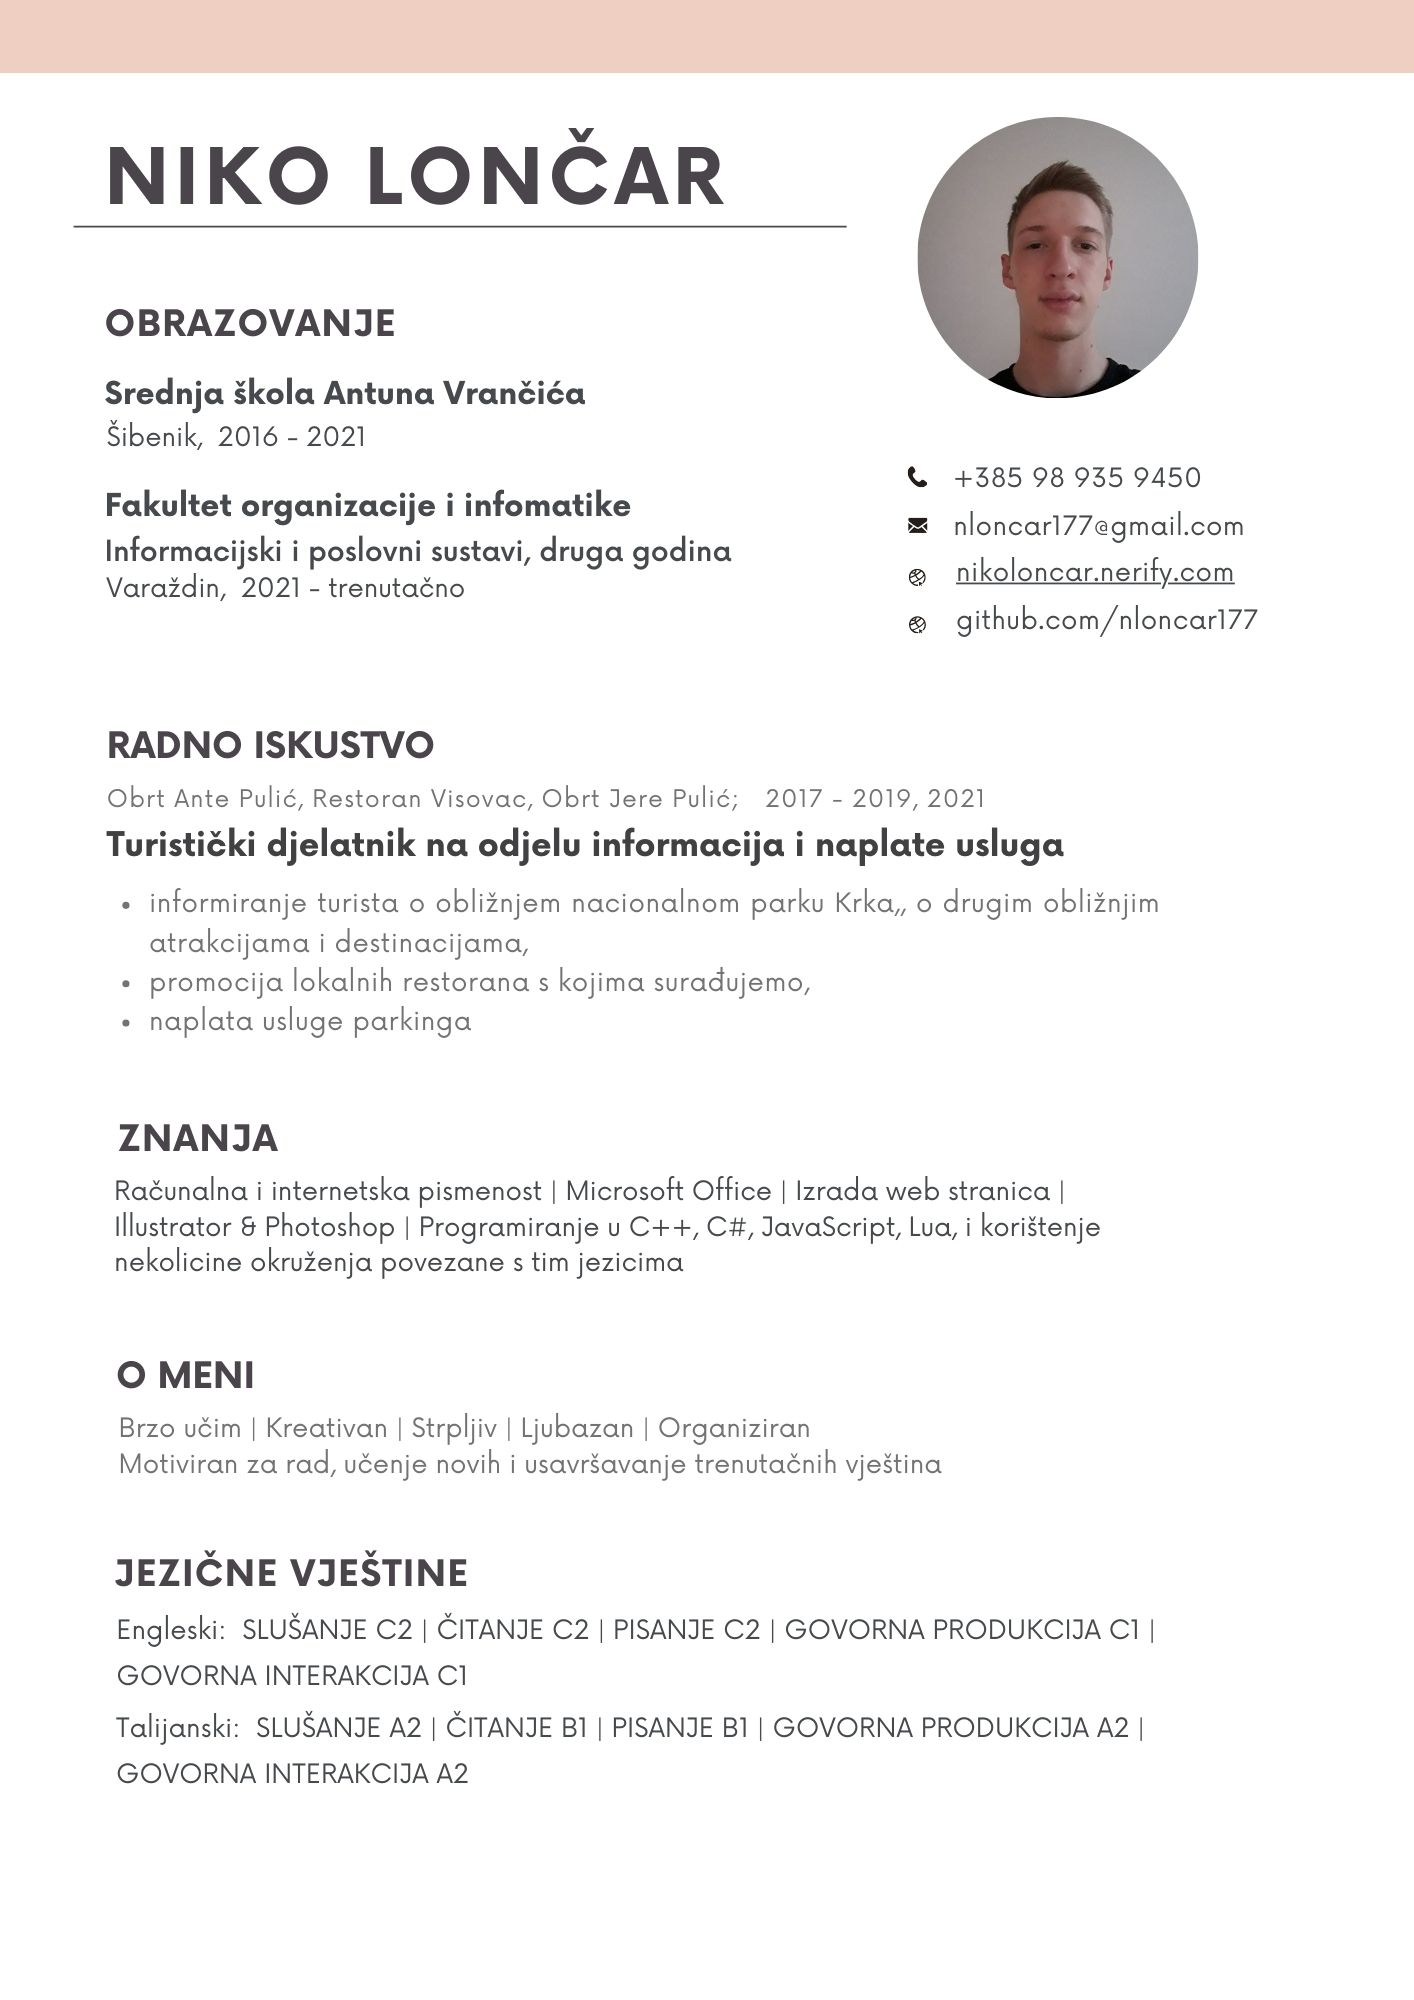 NIKO LONČAR
OBRAZOVANJE
Srednja škola Antuna Vrančića
Šibenik, 2016 - 2021
Fakultet organizacije i infomatike
Informacijski i poslovni sustavi, druga godina
Varaždin, 2021 - trenutačno
+385 98 935 9450
nloncar177@gmail.com
nikoloncar.nerify.com
github.com/nloncar177
RADNO ISKUSTVO
Obrt Ante Pulić, Restoran Visovac, Obrt Jere Pulić; 2017 - 2019, 2021
Turistički djelatnik na odjelu informacija i naplate usluga
• informiranje turista o obližnjem nacionalnom parku Krka,, o drugim obližnjim
atrakcijama i destinacijama,
• promocija lokalnih restorana s kojima surađujemo,
• naplata usluge parkinga
ZNANJA
Računalna i internetska pismenost | Microsoft Office | Izrada web stranica |
Illustrator & Photoshop | Programiranje u C++, C#, JavaScript, Lua, i korištenje
nekolicine okruženja povezane s tim jezicima
O MENI
Brzo učim | Kreativan | Strpljiv | Ljubazan | Organiziran
Motiviran za rad, učenje novih i usavršavanje trenutačnih vještina
JEZIČNE VJEŠTINE
Engleski: SLUŠANJE C2 | ČITANJE C2 | PISANJE C2 | GOVORNA PRODUKCIJA C1 |
GOVORNA INTERAKCIJA C1
Talijanski: SLUŠANJE A2 | ČITANJE B1 | PISANJE B1 | GOVORNA PRODUKCIJA A2 |
GOVORNA INTERAKCIJA A2